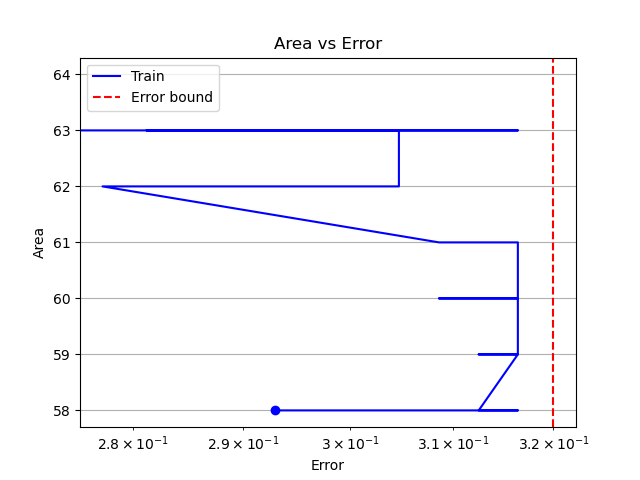 Area vs Error
Train
Error bound
64
63
62
61
60
59
58
Area
2.8 × 10⁻¹ 2.9 × 10⁻¹ 3 × 10⁻¹ 3.1 × 10⁻¹ 3.2 × 10⁻¹
Error